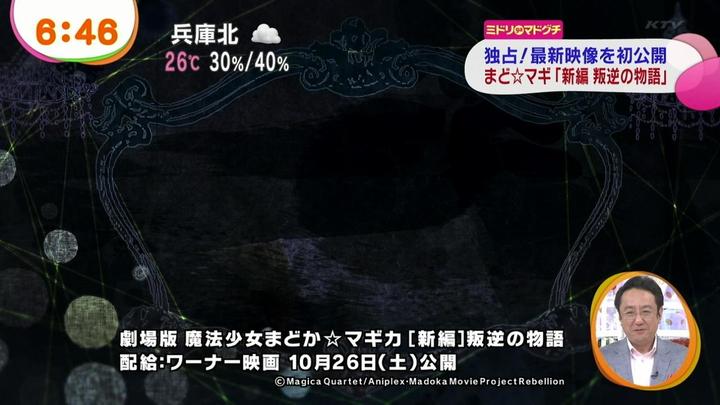 6:46
兵庫北
26℃ 30%/40%
ミドリのマドグチ
KTV
独占!最新映像を初公開
まど☆マギ「新編 叛逆の物語」
劇場版 魔法少女まどか☆マギカ[新編]叛逆の物語
配給:ワーナー映画 10月26日(土)公開
©Magica Quartet/Aniplex・Madoka Movie Project Rebellion